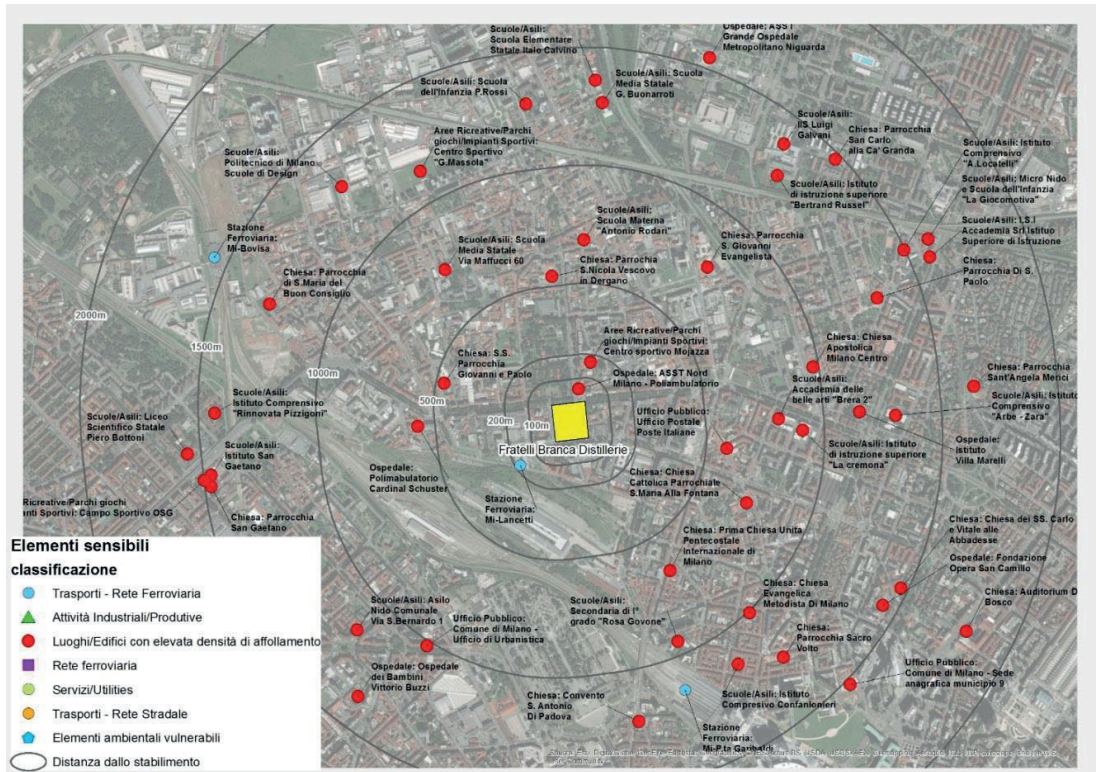 Ospedale: ASST
Grande Ospedale
Metropolitano Niguarda
Scuole/Asili:
Scuola Elementare
Statale Italo Calvino
Scuole/Asili: Scuola
Media Statale
G. Buonarroti
Scuole/Asili: Scuola
dell'Infanzia P.Rossi
Scuole/Asili:
IIS Luigi
Galvani
Chiesa: Parrocchia
San Carlo
alla Ca' Granda
Scuole/Asili: Istituto
Comprensivo
"A.Locatelli"
Aree Ricreative/Parchi
giochi/Impianti Sportivi:
Centro Sportivo
"G.Massola"
Scuole/Asili:
Politecnico di Milano
Scuole di Design
Scuole/Asili: Istituto
di istruzione superiore
"Bertrand Russel"
Scuole/Asili: Micro Nido
e Scuola dell'Infanzia
"La Giocomotiva"
Scuole/Asili: I.S.I
Accademia Srl Istituo
Superiore di Istruzione
Stazione
Ferroviaria:
Mi-Bovisa
Scuole/Asili:
Scuola Materna
"Antonio Rodari"
Scuole/Asili: Scuola
Media Statale
Via Maffucci 60
Chiesa: Parrocchia
S. Giovanni
Evangelista
Chiesa:
Parrocchia Di S.
Paolo
Chiesa: Parrocchia
di S.Maria del
Buon Consiglio
Chiesa: Parrochia
S.Nicola Vescovo
in Dergano
2000m
1500m
1000m
500m
200m
100m
Aree Ricreative/Parchi
giochi/Impianti Sportivi:
Centro sportivo Mojazza
Chiesa: Chiesa
Apostolica
Milano Centro
Chiesa: S.S.
Parrocchia
Giovanni e Paolo
Ospedale: ASST Nord
Milano - Poliambulatorio
Chiesa: Parrocchia
Sant'Angela Merici
Scuole/Asili:
Accademia delle
belle arti "Brera 2"
Scuole/Asili: Istituto
Comprensivo
"Arbe - Zara"
Scuole/Asili:
Istituto Comprensivo
"Rinnovata Pizzigoni"
Scuole/Asili: Liceo
Scientifico Statale
Piero Bottoni
Ufficio Pubblico:
Ufficio Postale
Poste Italiane
Fratelli Branca Distillerie
Scuole/Asili: Istituto
di istruzione superiore
"La cremona"
Ospedale:
Istituto
Villa Marelli
Scuole/Asili:
Istituto San
Gaetano
Ospedale:
Polimabulatorio
Cardinal Schuster
Chiesa: Chiesa
Cattolica Parrochiale
S.Maria Alla Fontana
Stazione
Ferroviaria:
Mi-Lancetti
Ricreative/Parchi giochi
anti Sportivi: Campo Sportivo OSG
Chiesa: Parrocchia
San Gaetano
Chiesa: Prima Chiesa Unita
Pentecostale
Internazionale di
Milano
Chiesa: Chiesa dei SS. Carlo
e Vitale alle
Abbadesse
Ospedale: Fondazione
Opera San Camillo
Chiesa: Chiesa
Evangelica
Metodista Di Milano
Chiesa: Auditorium D
Bosco
Scuole/Asili: Asilo
Nido Comunale
Via S.Bernardo 1
Ufficio Pubblico:
Comune di Milano -
Ufficio di Urbanistica
Scuole/Asili:
Secondaria di I°
grado "Rosa Govone"
Chiesa:
Parrocchia Sacro
Volto
Ufficio Pubblico:
Comune di Milano - Sede
anagrafica municipio 9
Ospedale: Ospedale
dei Bambini
Vittorio Buzzi
Chiesa: Convento
S. Antonio
Di Padova
Scuole/Asili: Istituto
Compresivo Confanlonieri
Stazione
Ferroviaria:
Mi-P.ta Garibaldi
Elementi sensibili
classificazione
Trasporti - Rete Ferroviaria
Attività Industriali/Produtive
Luoghi/Edifici con elevata densità di affollamento
Rete ferroviaria
Servizi/Utilities
Trasporti - Rete Stradale
Elementi ambientali vulnerabili
Distanza dallo stabilimento